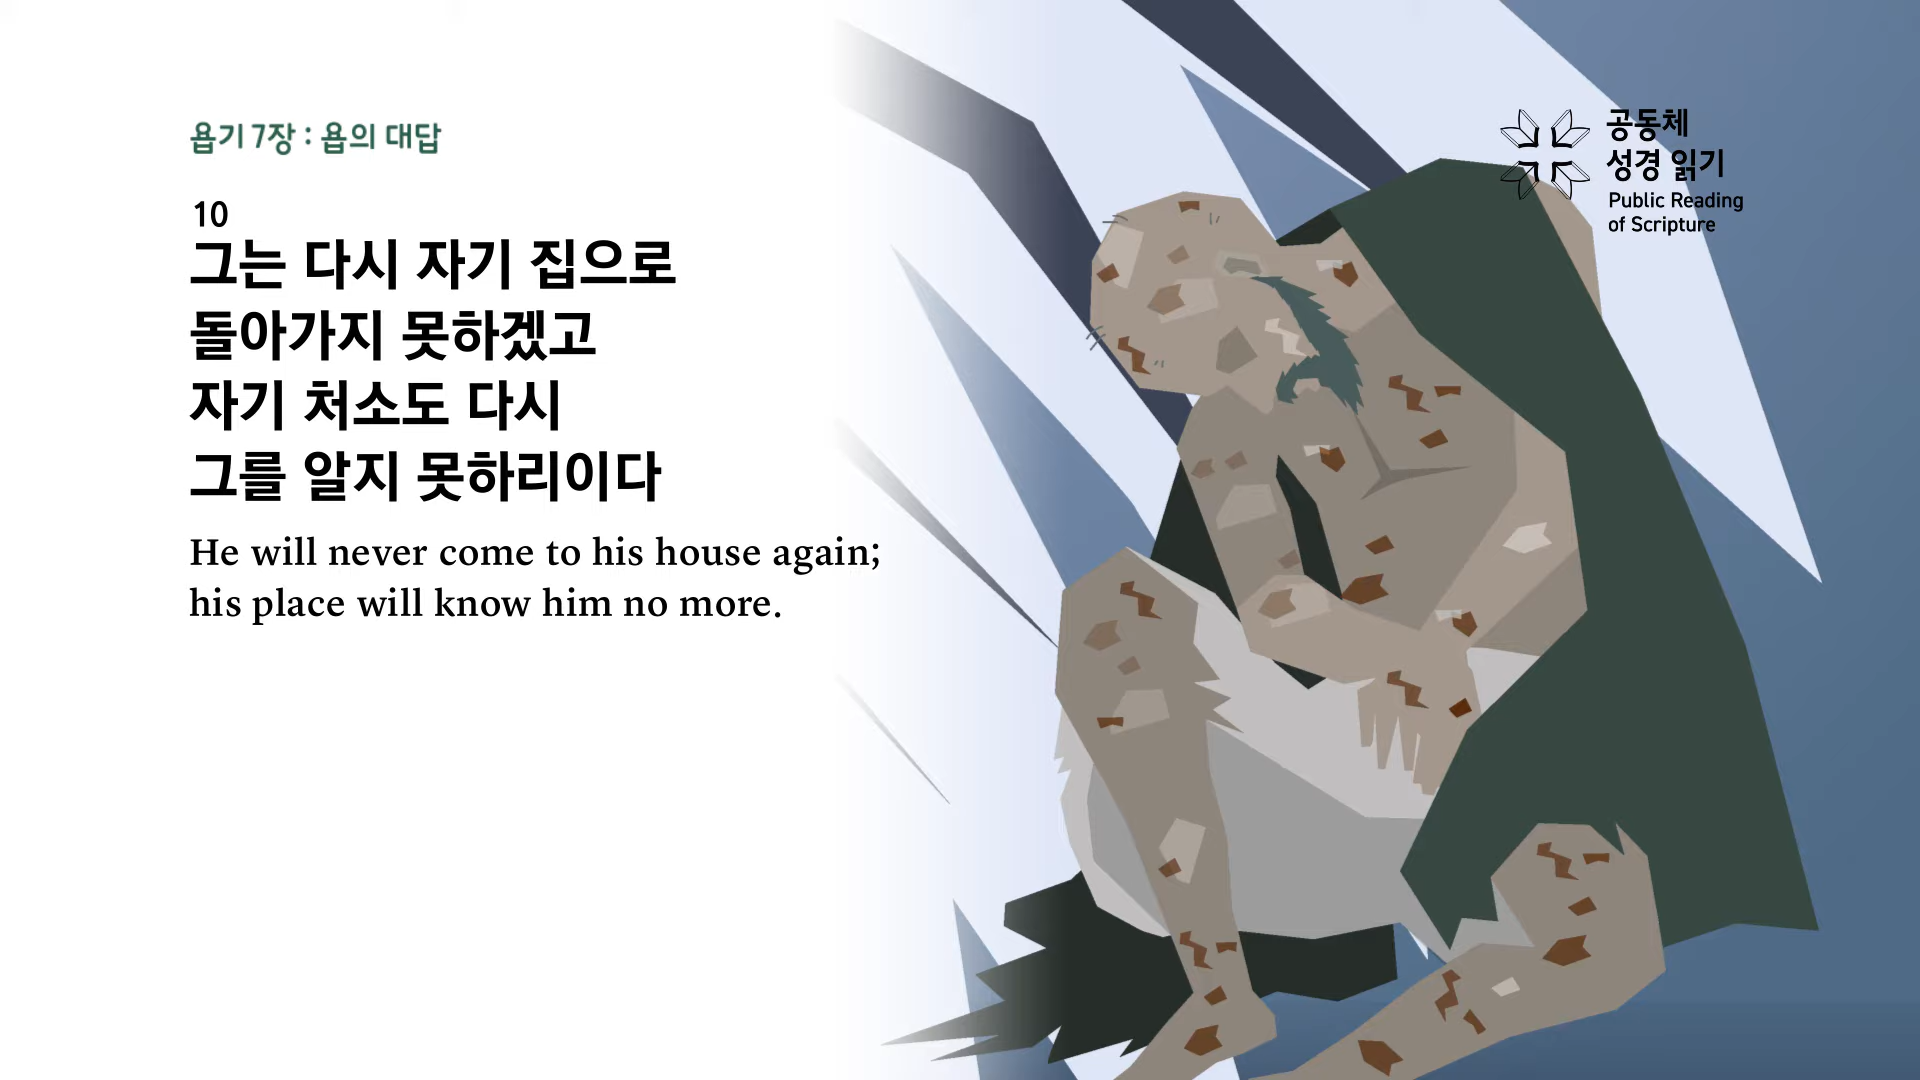 욥기 7장 : 욥의 대답
10
그는 다시 자기 집으로
돌아가지 못하겠고
자기 처소도 다시
그를 알지 못하리이다
He will never come to his house again;
his place will know him no more.
공동체
성경 읽기
Public Reading
of Scripture